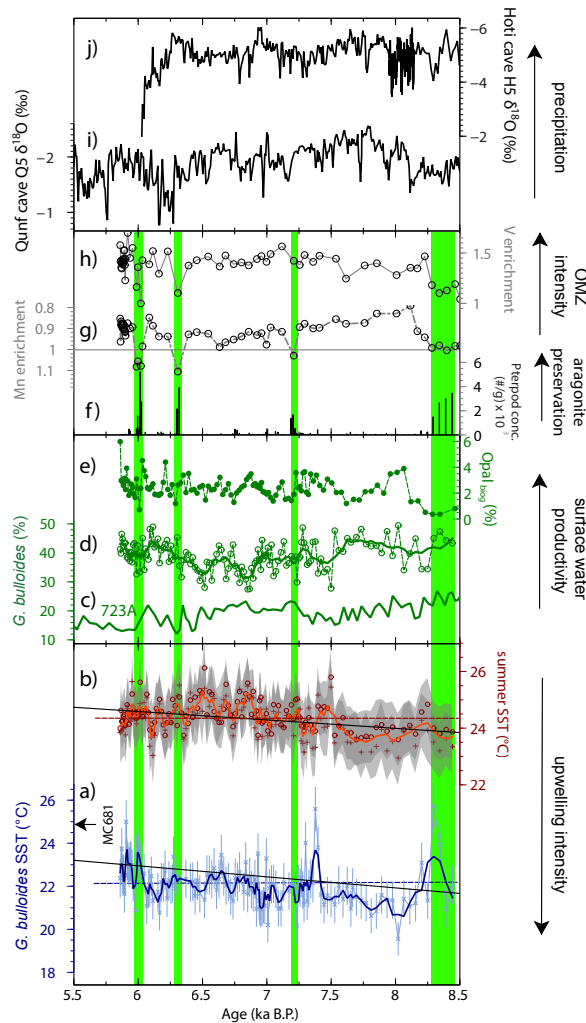 j)
Hoti cave H5 δ18O (‰)
−6
−4
−2
precipitation
i)
Qunf cave Q5 δ18O (‰)
−2
−1
h)
V enrichment
1.5
1
OMZ
intensity
g)
Mn enrichment
0.8
0.9
1
1.1
f)
Pterpod conc.
(#/g) x 10⁻³
6
4
2
0
aragonite
preservation
e)
Opal biog (%)
6
4
2
0
d)
G. bulloides (%)
50
40
30
20
10
c)
723A
surface water
productivity
b)
summer SST
(°C)
26
24
22
a)
MC681
G. bulloides SST (°C)
26
24
22
20
18
upwelling intensity
5.5
6
6.5
7
7.5
8
8.5
Age (ka B.P.)